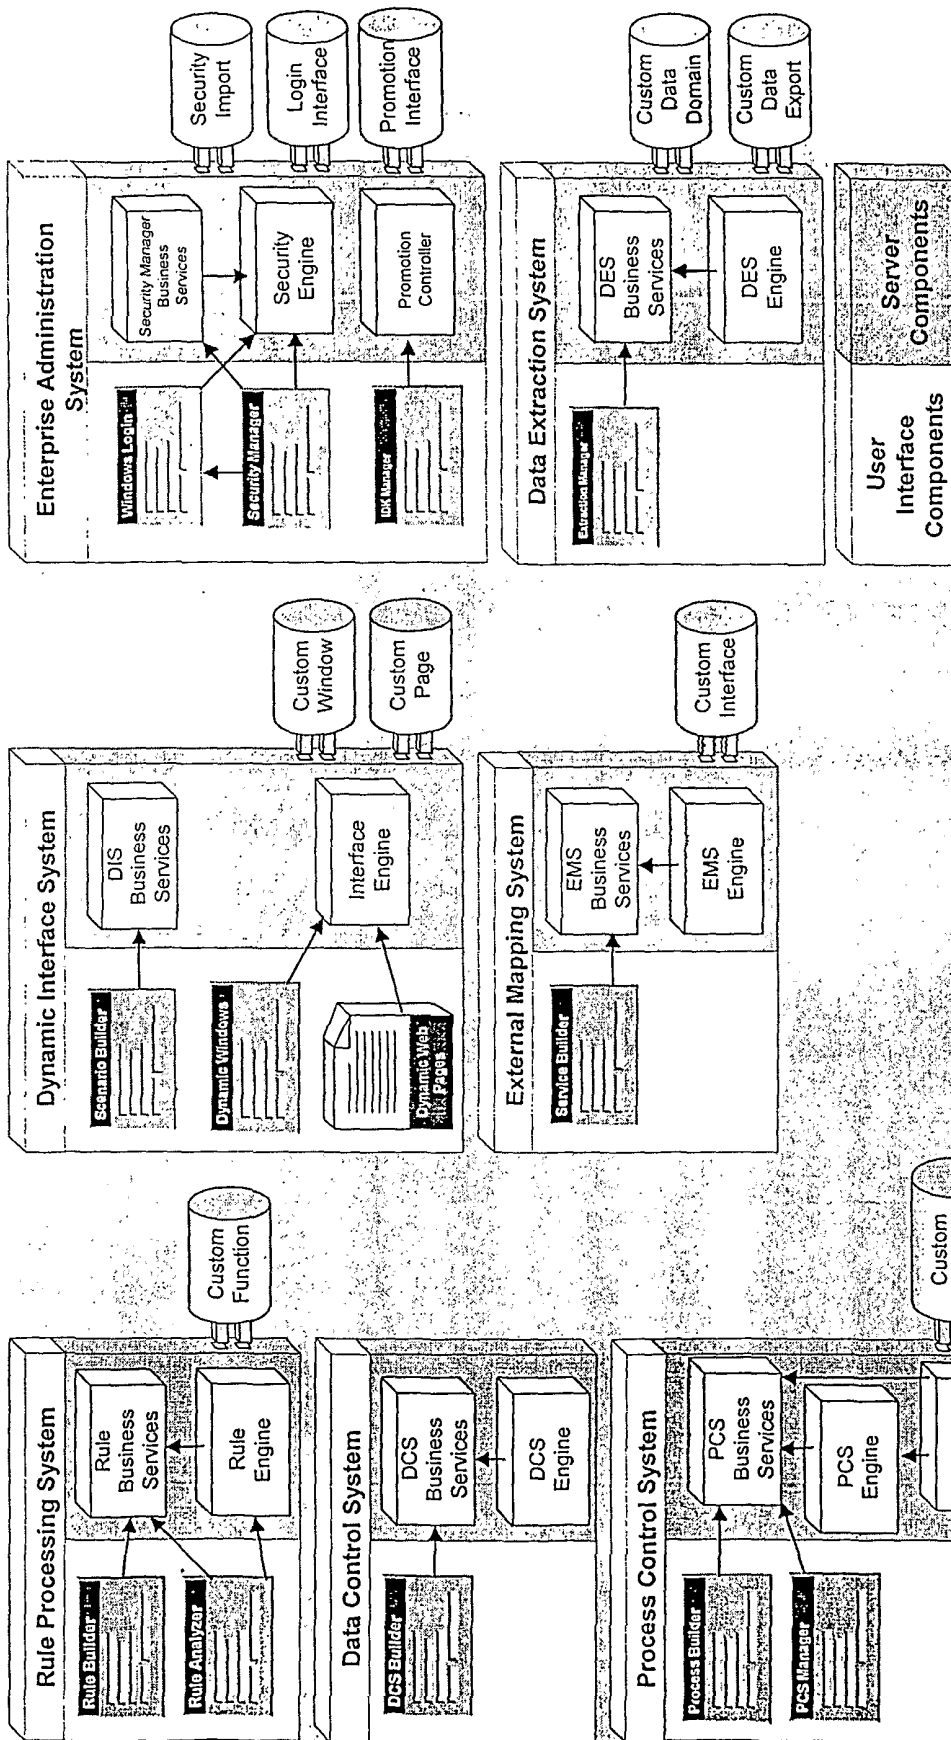 Rule Processing System
Rule Builder
Rule Analyzer
Rule
Business
Services
Rule
Engine
Custom
Function
Data Control System
DCS Builder
DCS
Business
Services
DCS
Engine
Process Control System
Process Builder
PCS Manager
PCS
Business
Services
PCS
Engine
Custom
Dynamic Interface System
Scenario Builder
Dynamic Windows
Dynamic Web
Pages
DIS
Business
Services
Interface
Engine
Custom
Window
Custom
Page
External Mapping System
Service Builder
EMS
Business
Services
EMS
Engine
Custom
Interface
Enterprise Administration
System
Windows Login
Security Manager
IDK Manager
Security Manager
Business
Services
Security
Engine
Promotion
Controller
Security
Import
Login
Interface
Promotion
Interface
Data Extraction System
Extraction Manager
DES
Business
Services
DES
Engine
Custom
Data
Domain
Custom
Data
Export
User
Interface
Components
Server
Components